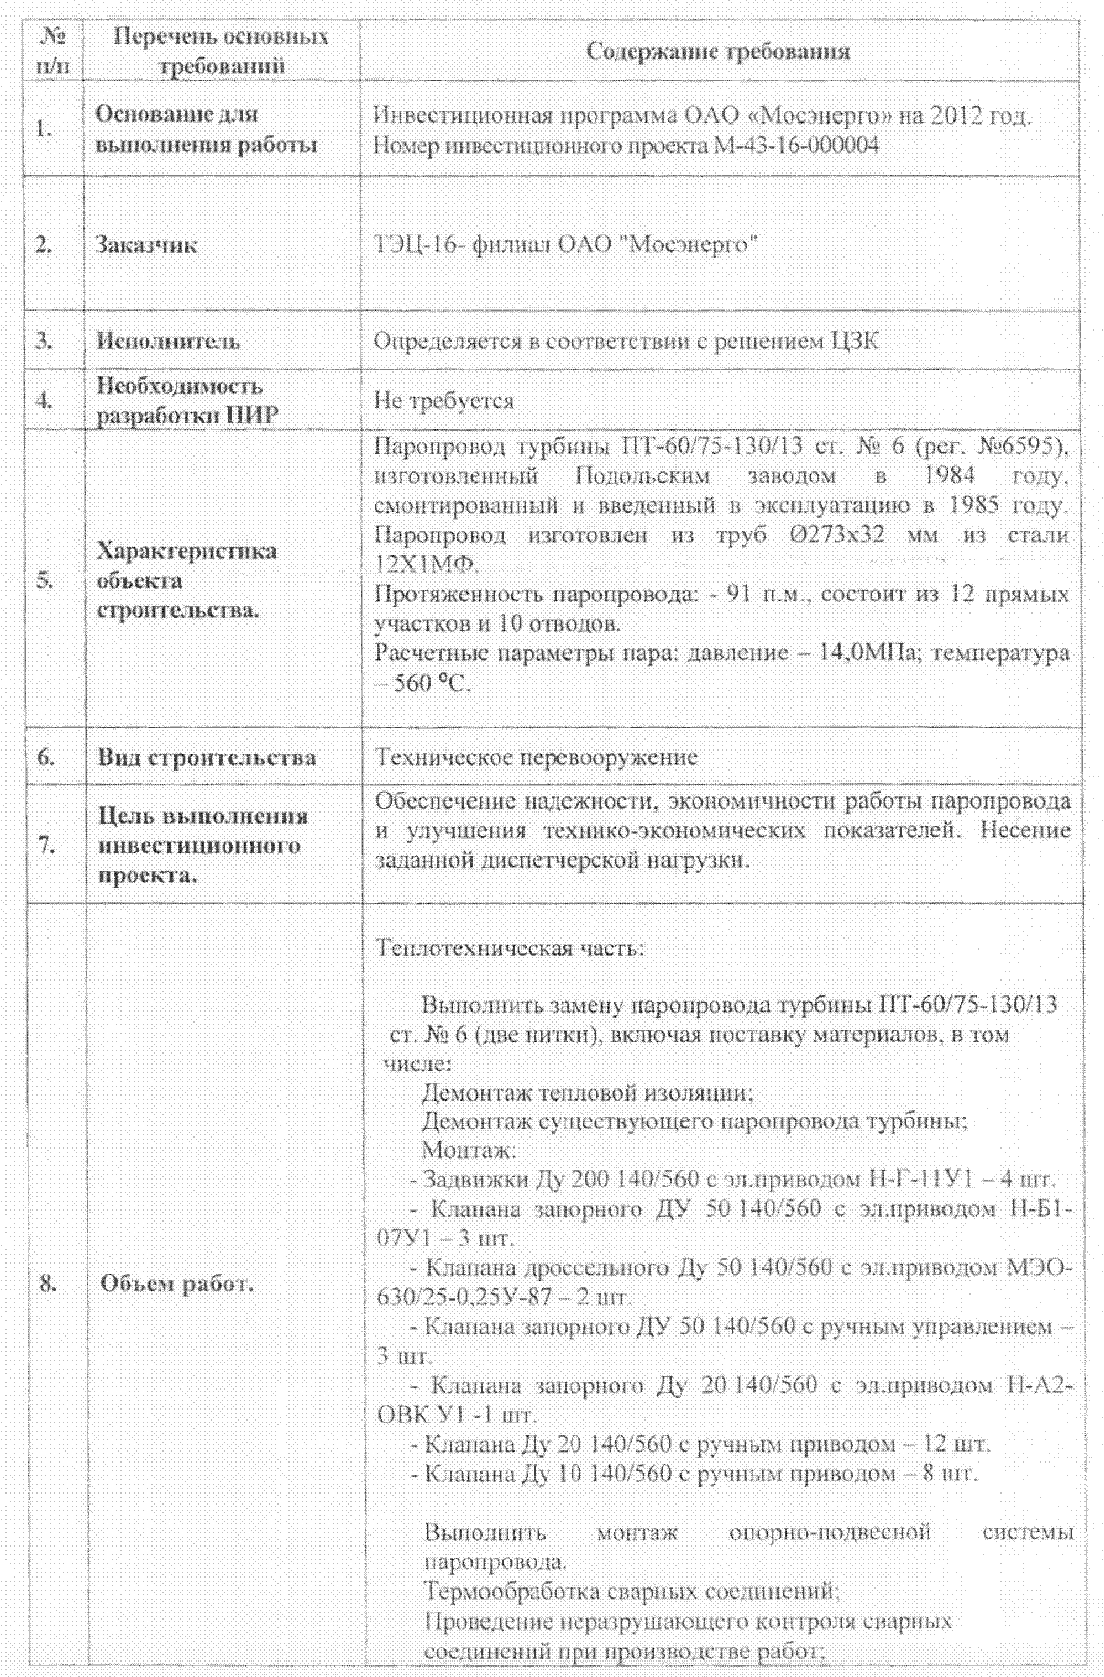 № п/п
Перечень основных требований
Содержание требования
1.
Основание для
выполнения работы
Инвестиционная программа ОАО «Мосэнерго» на 2012 год.
Номер инвестиционного проекта М-43-16-000004
2.
Заказчик
ТЭЦ-16- филиал ОАО "Мосэнерго"
3.
Исполнитель
Определяется в соответствии с решением ЦЗК
4.
Необходимость
разработки ПИР
Не требуется
5.
Характеристика
объекта
строительства.
Паропровод турбины ПТ-60/75-130/13 ст. № 6 (рег. №6595),
изготовленный Подольским заводом в 1984 году,
смонтированный и введенный в эксплуатацию в 1985 году.
Паропровод изготовлен из труб Ø273х32 мм из стали
12Х1МФ.
Протяженность паропровода: - 91 п.м., состоит из 12 прямых
участков и 10 отводов.
Расчетные параметры пара: давление – 14,0МПа; температура
– 560 °С.
6.
Вид строительства
Техническое перевооружение
7.
Цель выполнения
инвестиционного
проекта.
Обеспечение надежности, экономичности работы паропровода
и улучшения технико-экономических показателей. Несение
заданной диспетчерской нагрузки.
8.
Объем работ.
Теплотехническая часть:
Выполнить замену паропровода турбины ПТ-60/75-130/13
ст. № 6 (две нитки), включая поставку материалов, в том
числе:
Демонтаж тепловой изоляции;
Демонтаж существующего паропровода турбины;
Монтаж:
- Задвижки Ду 200 140/560 с эл.приводом Н-Г-11У1 – 4 шт.
- Клапана запорного ДУ 50 140/560 с эл.приводом Н-Б1-
07У1 – 3 шт.
- Клапана дроссельного Ду 50 140/560 с эл.приводом МЭО-
630/25-0,25У-87 – 2 шт.
- Клапана запорного ДУ 50 140/560 с ручным управлением –
3 шт.
- Клапана запорного Ду 20 140/560 с эл.приводом Н-А2-
ОВК У1 -1 шт.
- Клапана Ду 20 140/560 с ручным приводом – 12 шт.
- Клапана Ду 10 140/560 с ручным приводом – 8 шт.
Выполнить монтаж опорно-подвесной системы
паропровода.
Термообработка сварных соединений;
Проведение неразрушающего контроля сварных
соединений при производстве работ;